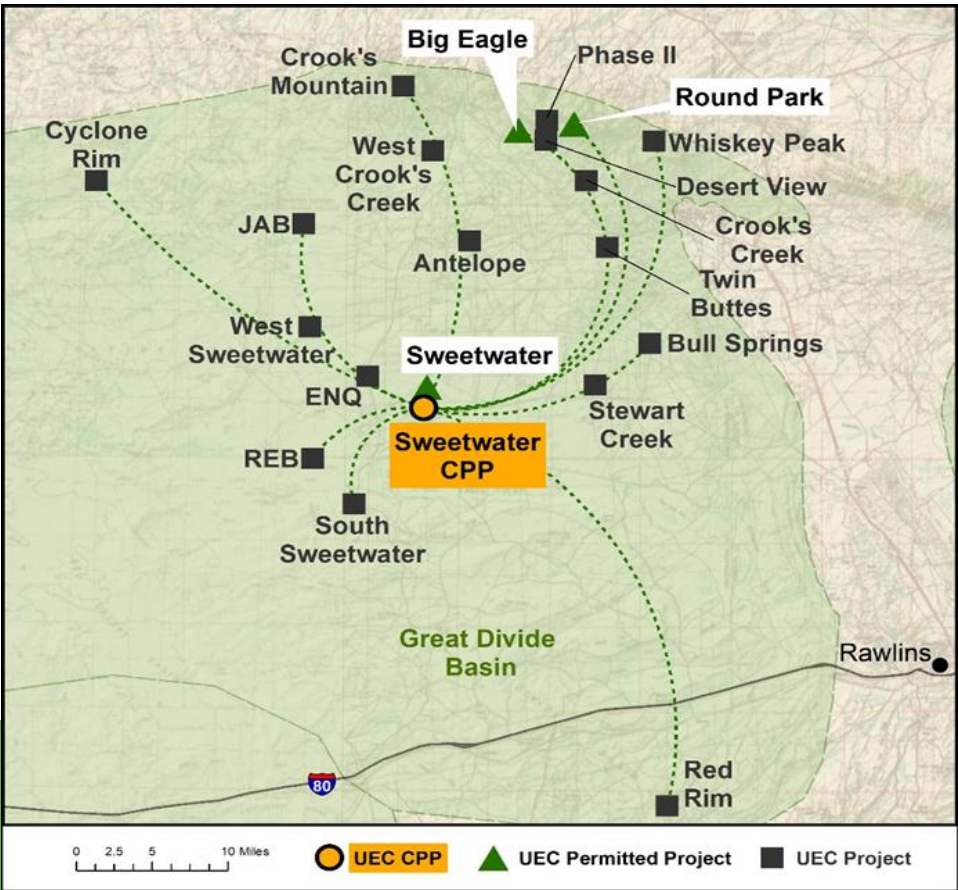 Big Eagle
Phase II
Crook's
Mountain
Round Park
Cyclone
Rim
West
Crook's
Creek
Whiskey Peak
Desert View
JAB
Crook's
Creek
Antelope
Twin
Buttes
West
Sweetwater
Sweetwater
Bull Springs
ENQ
Stewart
Creek
Sweetwater
CPP
REB
South
Sweetwater
Great Divide
Basin
Rawlins
Red
Rim
80
0 2.5 5 10 Miles
UEC CPP
UEC Permitted Project
UEC Project